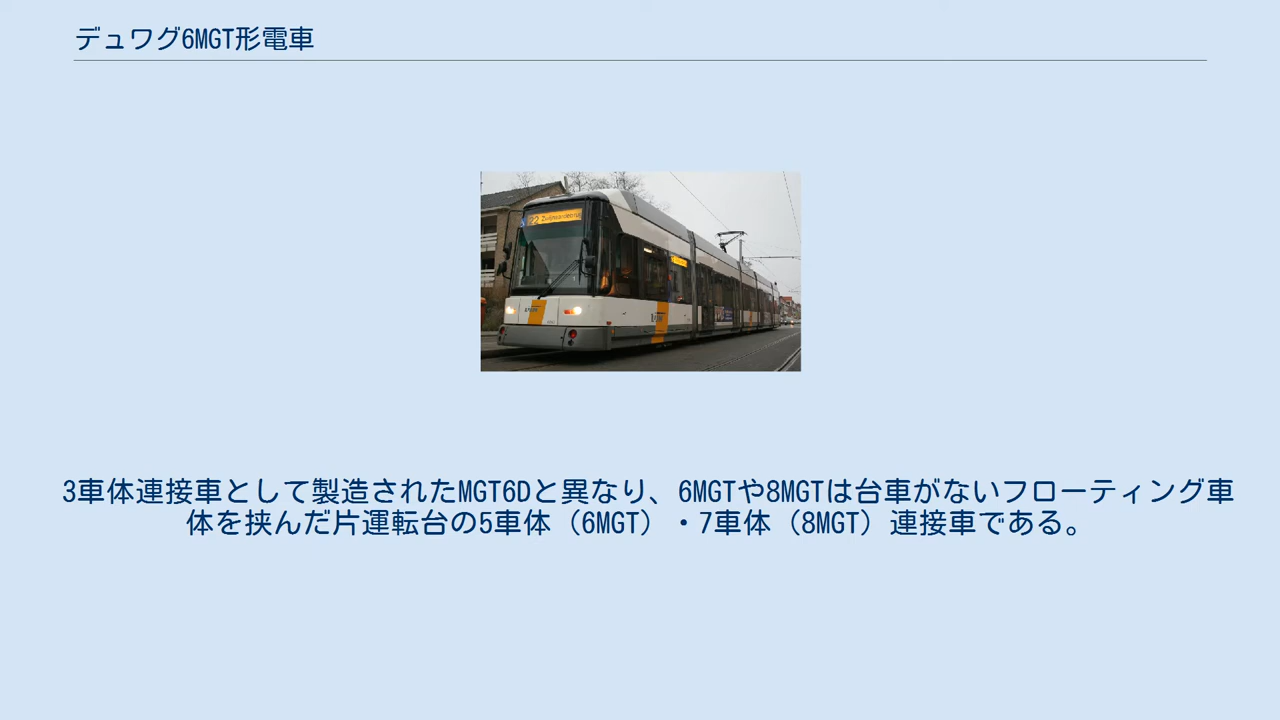 デュワグ6MGT形電車
22
3車体連接車として製造されたMGT6Dと異なり、6MGTや8MGTは台車がないフローティング車
体を挟んだ片運転台の5車体（6MGT）・7車体（8MGT）連接車である。